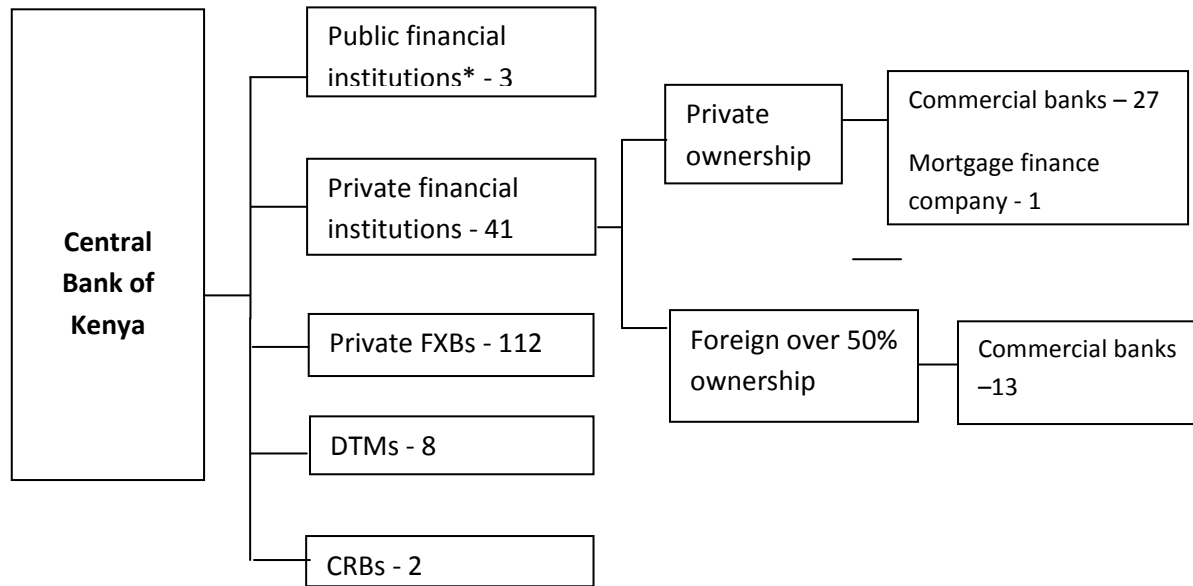 Central
Bank of
Kenya
Public financial
institutions* - 3
Private financial
institutions - 41
Private FXBs - 112
DTMs - 8
CRBs - 2
Private
ownership
Foreign over 50%
ownership
Commercial banks – 27
Mortgage finance
company - 1
Commercial banks
–13